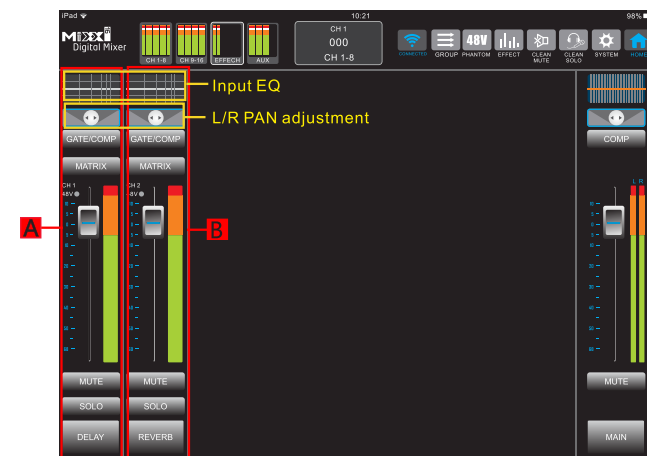 iPad 10:21 98%
MIXXX
Digital Mixer
CH 1-8 CH 9-16 EFFECH AUX
CH 1
000
CH 1-8
CONNECTED GROUP 48V PHANTOM EFFECT CLEAN MUTE CLEAN SOLO SYSTEM HOME
Input EQ
L/R PAN adjustment
GATE/COMP GATE/COMP COMP
MATRIX MATRIX
CH 1 CH 2 L R
48V 48V
A B
MUTE MUTE MUTE
SOLO SOLO
DELAY REVERB MAIN